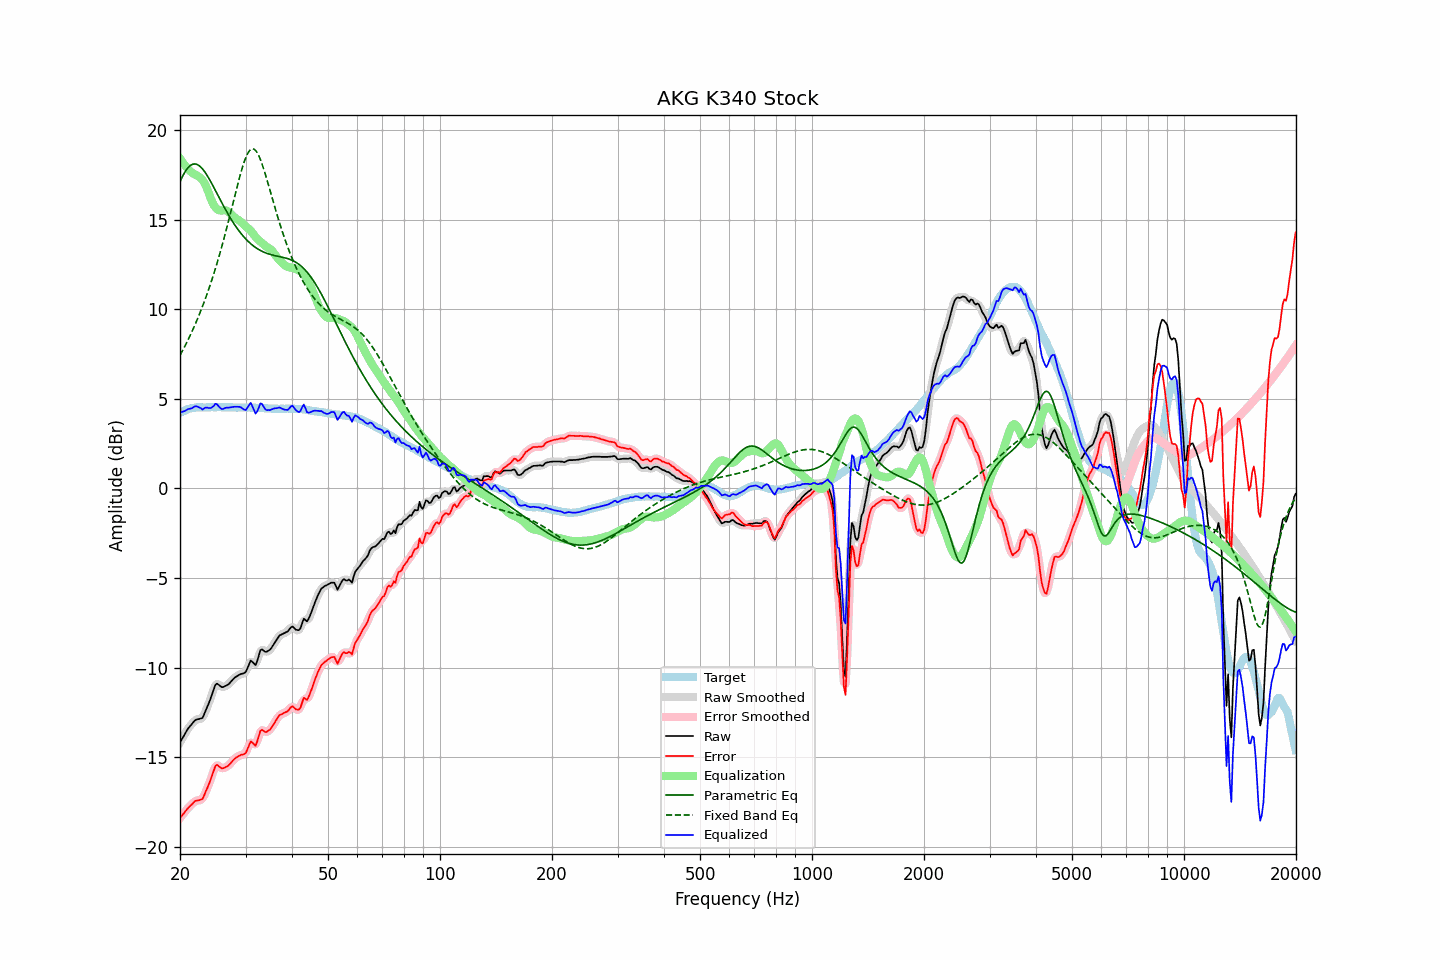 AKG K340 Stock
Amplitude (dBr)
20
15
10
5
0
−5
−10
−15
−20
20
50
100
200
500
1000
2000
5000
10000
20000
Frequency (Hz)
Target
Raw Smoothed
Error Smoothed
Raw
Error
Equalization
Parametric Eq
Fixed Band Eq
Equalized